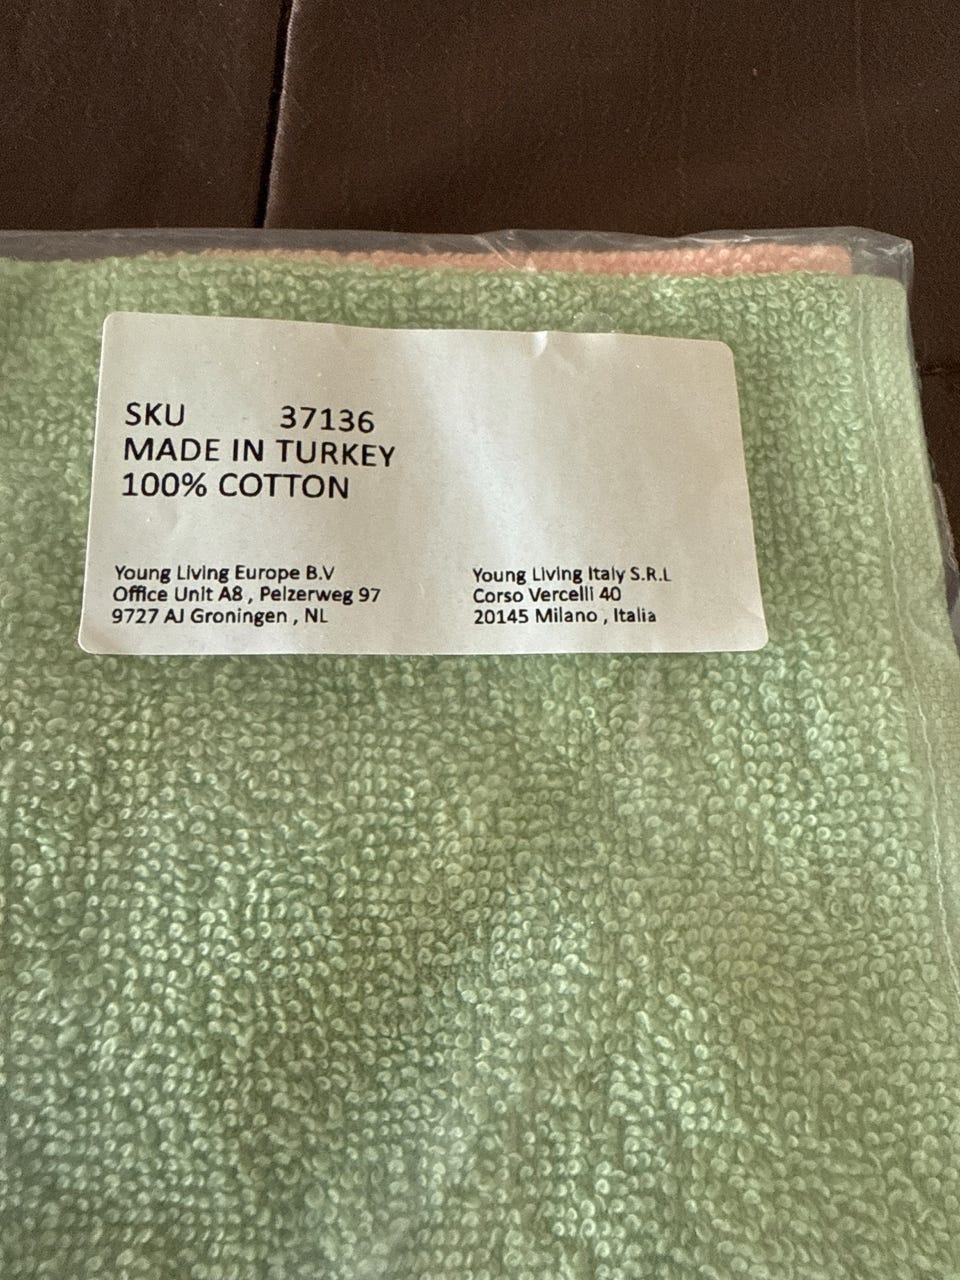 SKU 37136
MADE IN TURKEY
100% COTTON
Young Living Europe B.V
Office Unit A8 , Pelzerweg 97
9727 AJ Groningen , NL
Young Living Italy S.R.L
Corso Vercelli 40
20145 Milano , Italia